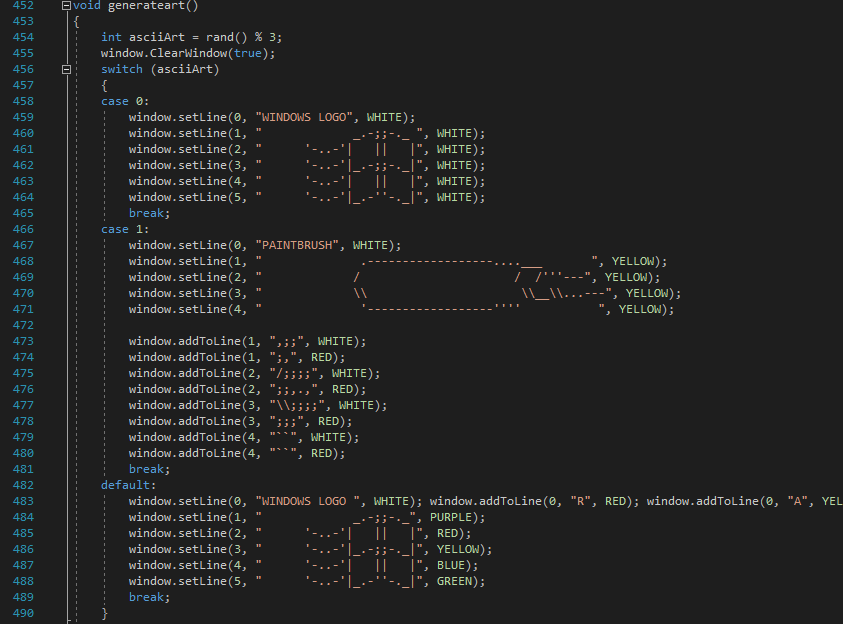 452 void generateart()
453 {
454     int asciiArt = rand() % 3;
455     window.ClearWindow(true);
456     switch (asciiArt)
457     {
458     case 0:
459         window.setLine(0, "WINDOWS LOGO", WHITE);
460         window.setLine(1, "             _.-;;-._ ", WHITE);
461         window.setLine(2, "      '-..-'|   ||   |", WHITE);
462         window.setLine(3, "      '-..-'|_.-;;-._|", WHITE);
463         window.setLine(4, "      '-..-'|   ||   |", WHITE);
464         window.setLine(5, "      '-..-'|_.-''-._|", WHITE);
465         break;
466     case 1:
467         window.setLine(0, "PAINTBRUSH", WHITE);
468         window.setLine(1, "              .------------------....___       ", YELLOW);
469         window.setLine(2, "             /                      /  /'''---", YELLOW);
470         window.setLine(3, "             \\                      \\__\\...---", YELLOW);
471         window.setLine(4, "              '------------------''''           ", YELLOW);
472
473         window.addToLine(1, ",;;", WHITE);
474         window.addToLine(1, ";,", RED);
475         window.addToLine(2, "/;;;;", WHITE);
476         window.addToLine(2, ";;,.,", RED);
477         window.addToLine(3, "\\;;;;", WHITE);
478         window.addToLine(3, ";;;", RED);
479         window.addToLine(4, "``", WHITE);
480         window.addToLine(4, "``", RED);
481         break;
482     default:
483         window.setLine(0, "WINDOWS LOGO ", WHITE); window.addToLine(0, "R", RED); window.addToLine(0, "A", YEL
484         window.setLine(1, "             _.-;;-._", PURPLE);
485         window.setLine(2, "      '-..-'|   ||   |", RED);
486         window.setLine(3, "      '-..-'|_.-;;-._|", YELLOW);
487         window.setLine(4, "      '-..-'|   ||   |", BLUE);
488         window.setLine(5, "      '-..-'|_.-''-._|", GREEN);
489         break;
490     }